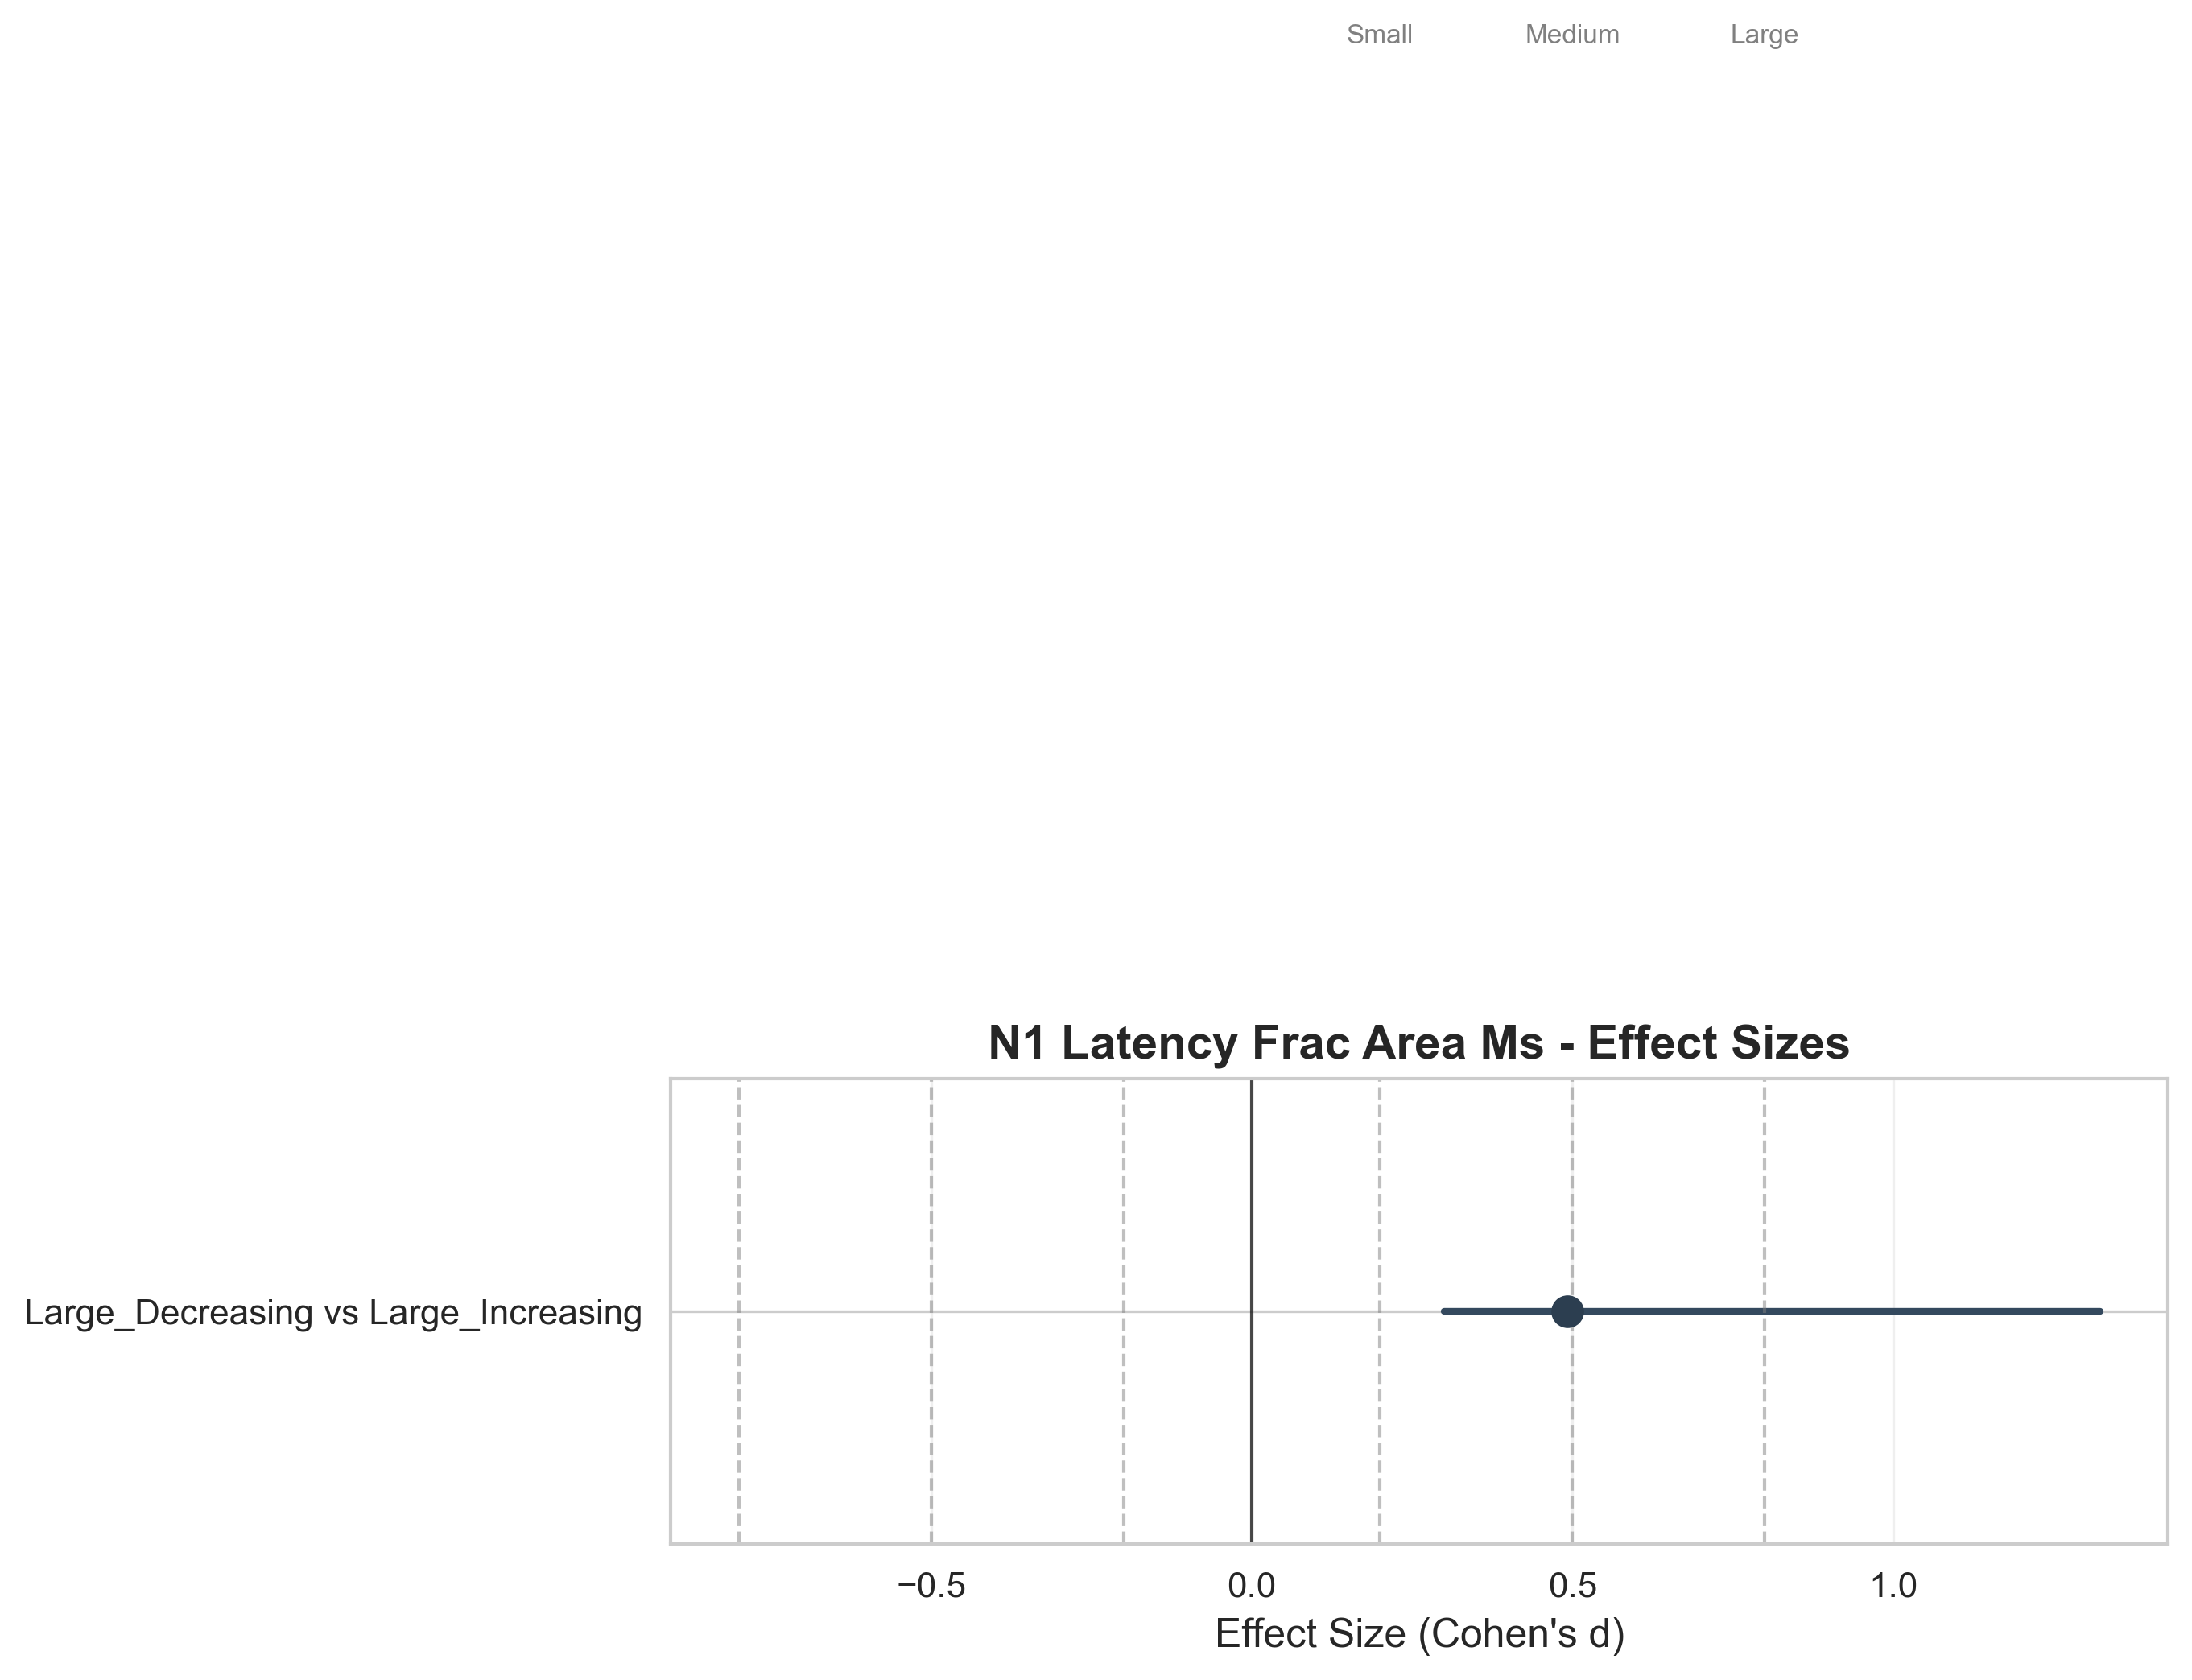 Small Medium Large
N1 Latency Frac Area Ms - Effect Sizes
Large_Decreasing vs Large_Increasing
−0.5 0.0 0.5 1.0
Effect Size (Cohen's d)